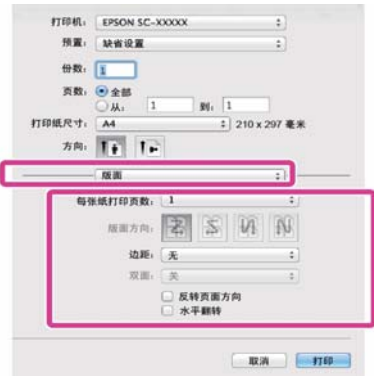 打印机: EPSON SC-XXXXX
预置: 缺省设置
份数: 1
页数: 全部
从: 1 到: 1
打印纸尺寸: A4 210 x 297 毫米
方向:
版面
每张纸打印页数: 1
版面方向:
边距: 无
双面: 关
反转页面方向
水平翻转
取消 打印